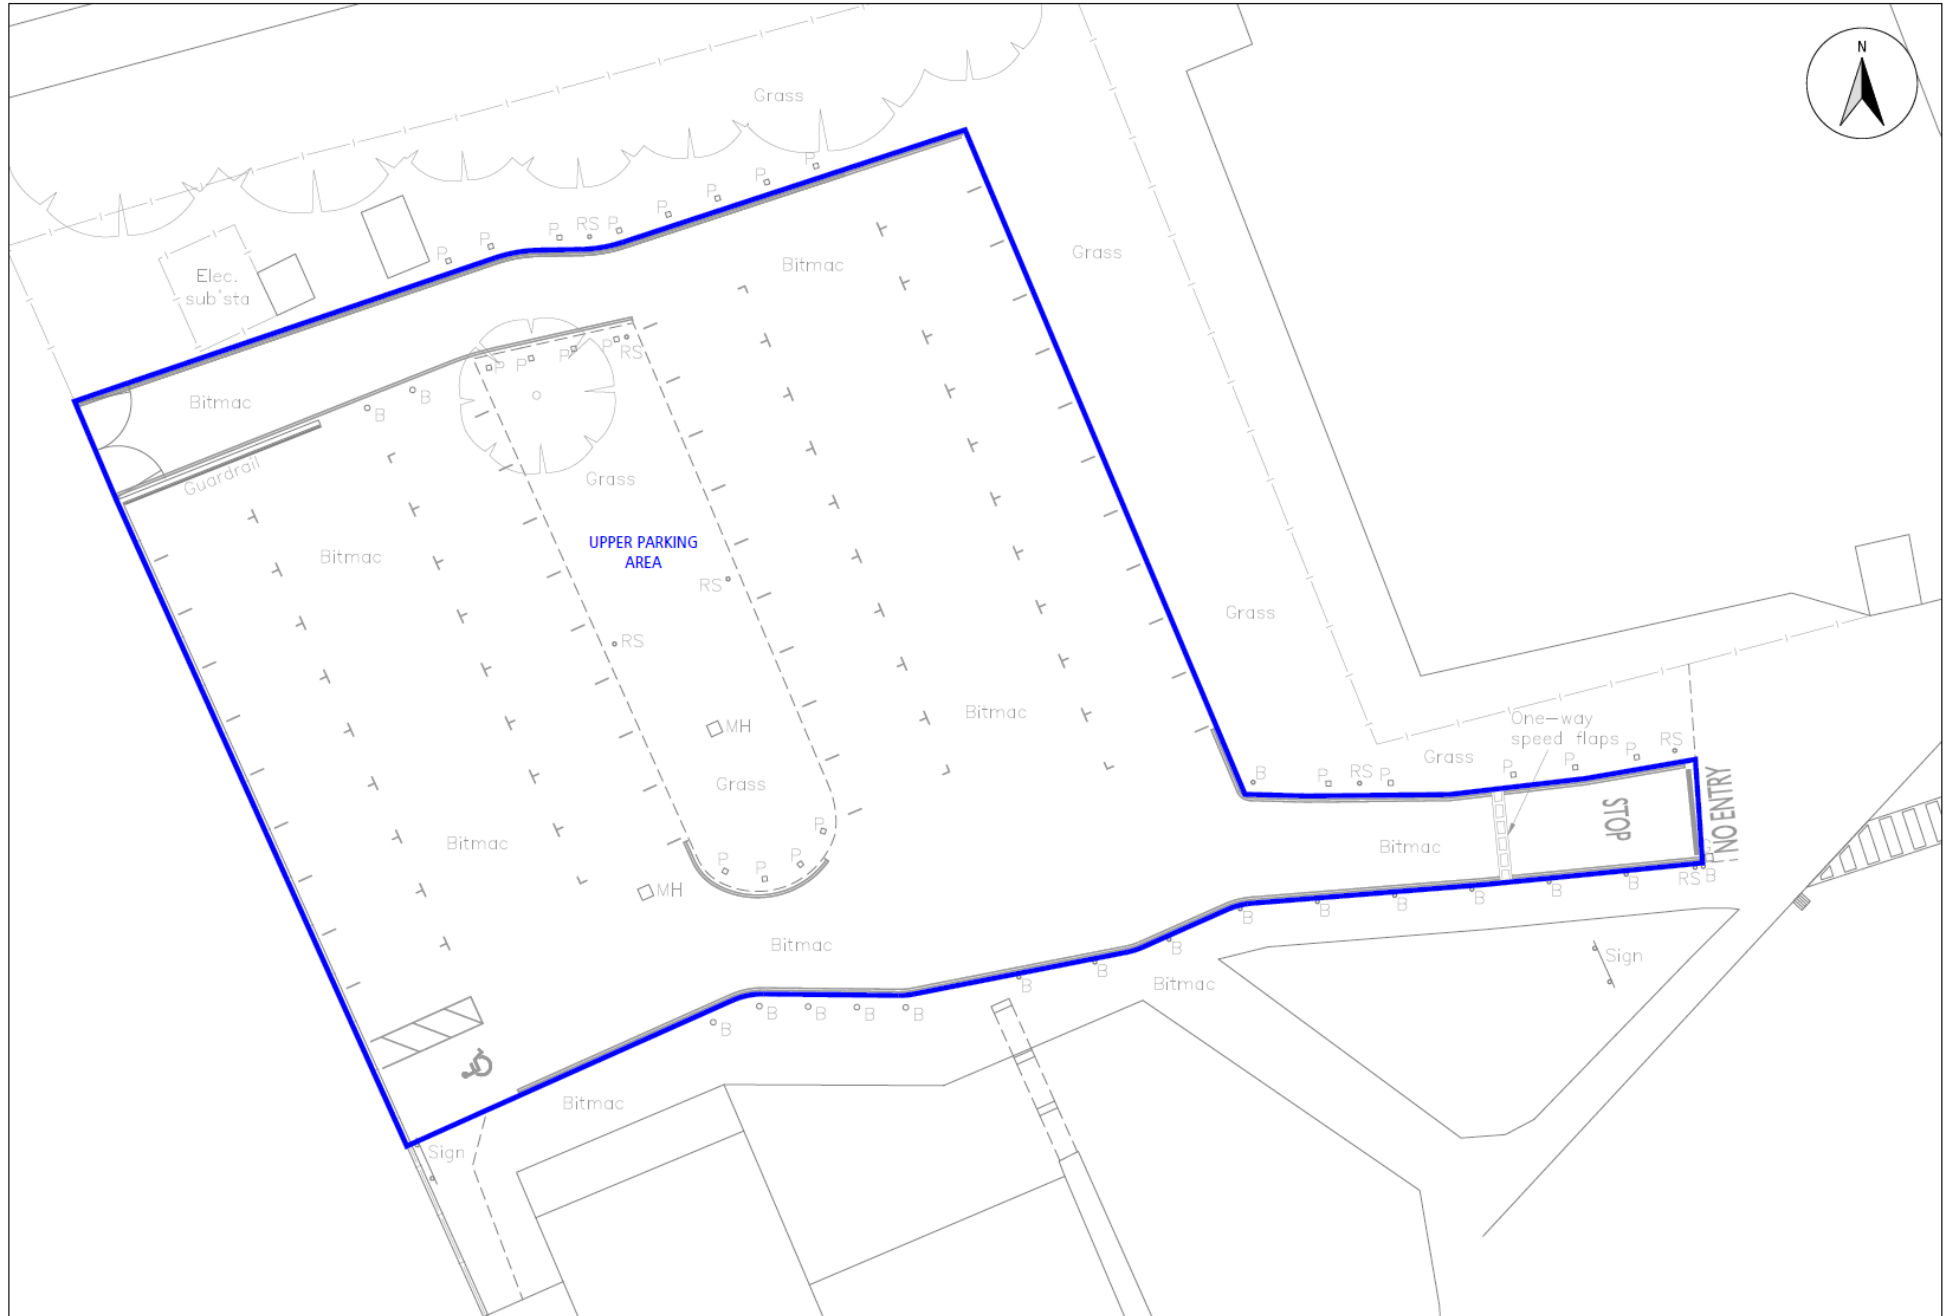 N
Grass
P
P
P
P
P
RS
P
P
P
P
Grass
Bitmac
Elec.
sub'sta
P
P
P
P
RS
B
B
Bitmac
Guardrail
Grass
UPPER PARKING
AREA
Bitmac
RS
RS
Grass
Bitmac
MH
One-way
speed flaps
RS
P
P
P
Grass
B
P
RS
P
Grass
STOP
NO ENTRY
P
Bitmac
Bitmac
P
P
P
MH
RS
B
B
B
B
B
B
B
B
Bitmac
B
B
Bitmac
Sign
B
B
B
B
B
Bitmac
Sign